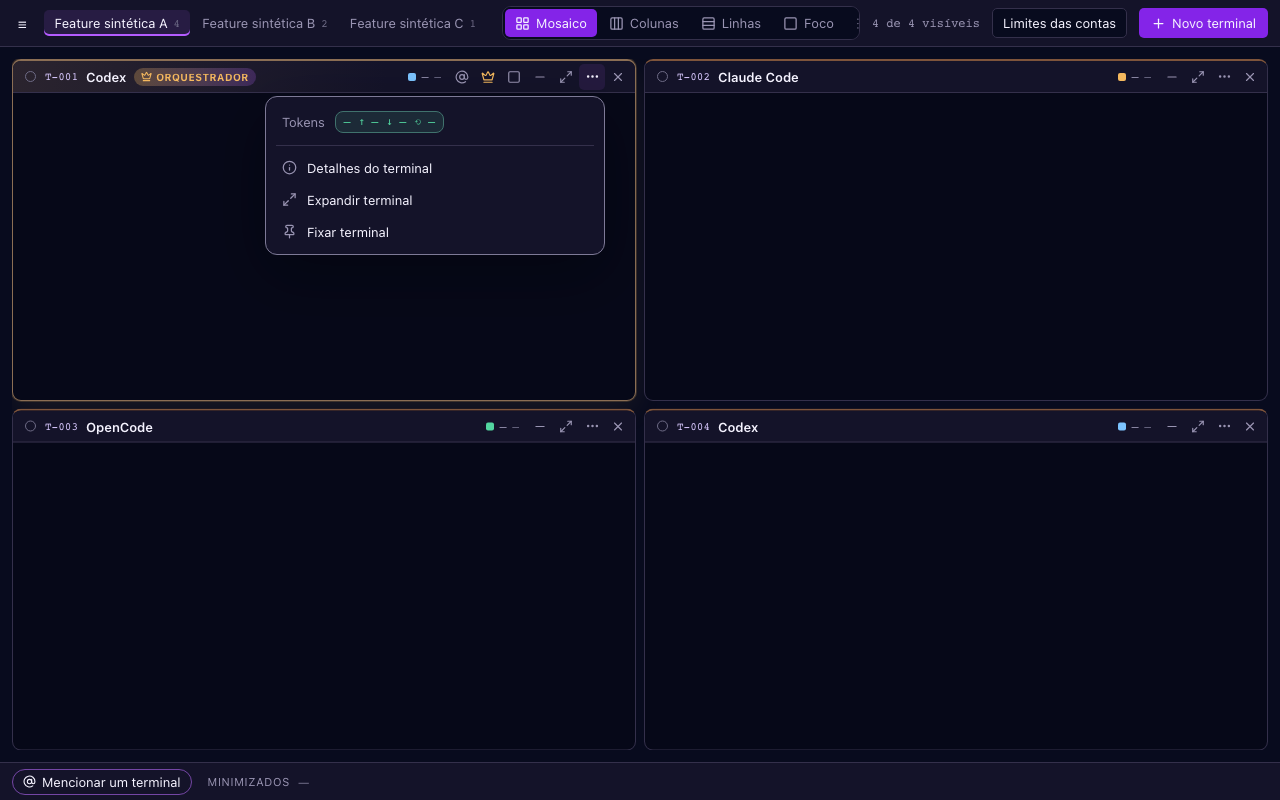 Feature sintética A 4 Feature sintética B 2 Feature sintética C 1 Mosaico Colunas Linhas Foco 4 de 4 visíveis Limites das contas + Novo terminal
T-001 Codex ORQUESTRADOR — — @
T-002 Claude Code — —
Tokens — ↑ — ↓ — ⟲ —
Detalhes do terminal
Expandir terminal
Fixar terminal
T-003 OpenCode — —
T-004 Codex — —
@ Mencionar um terminal MINIMIZADOS —